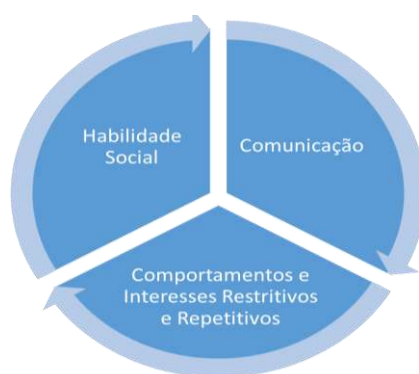 Habilidade
Social
Comunicação
Comportamentos e
Interesses Restritivos
e Repetitivos